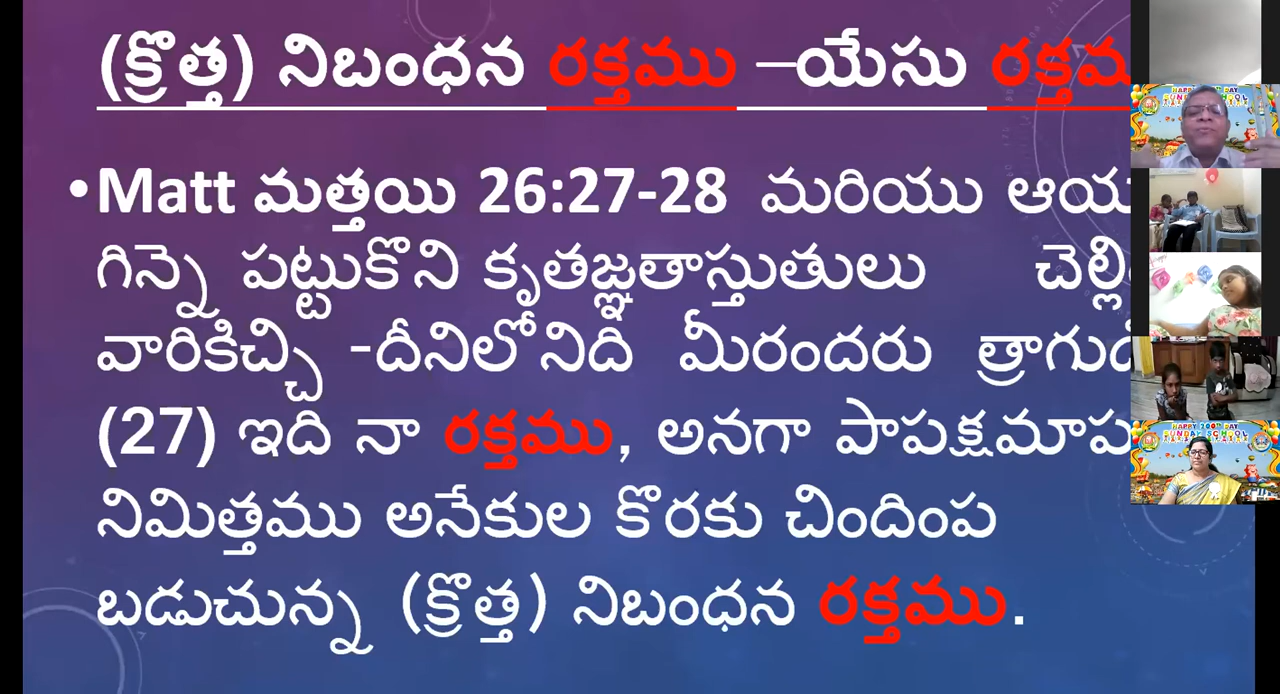 (క్రొత్త) నిబంధన రక్తము –యేసు
•Matt మత్తయి 26:27-28 మరియు
గిన్నె పట్టుకొని కృతజ్ఞతాస్తుతులు
వారికిచ్చి -దీనిలోనిది మీరందరు
(27) ఇది నా రక్తము, అనగా
నిమిత్తము అనేకుల కొరకు చిందింప
బడుచున్న (క్రొత్త) నిబంధన రక్తము.